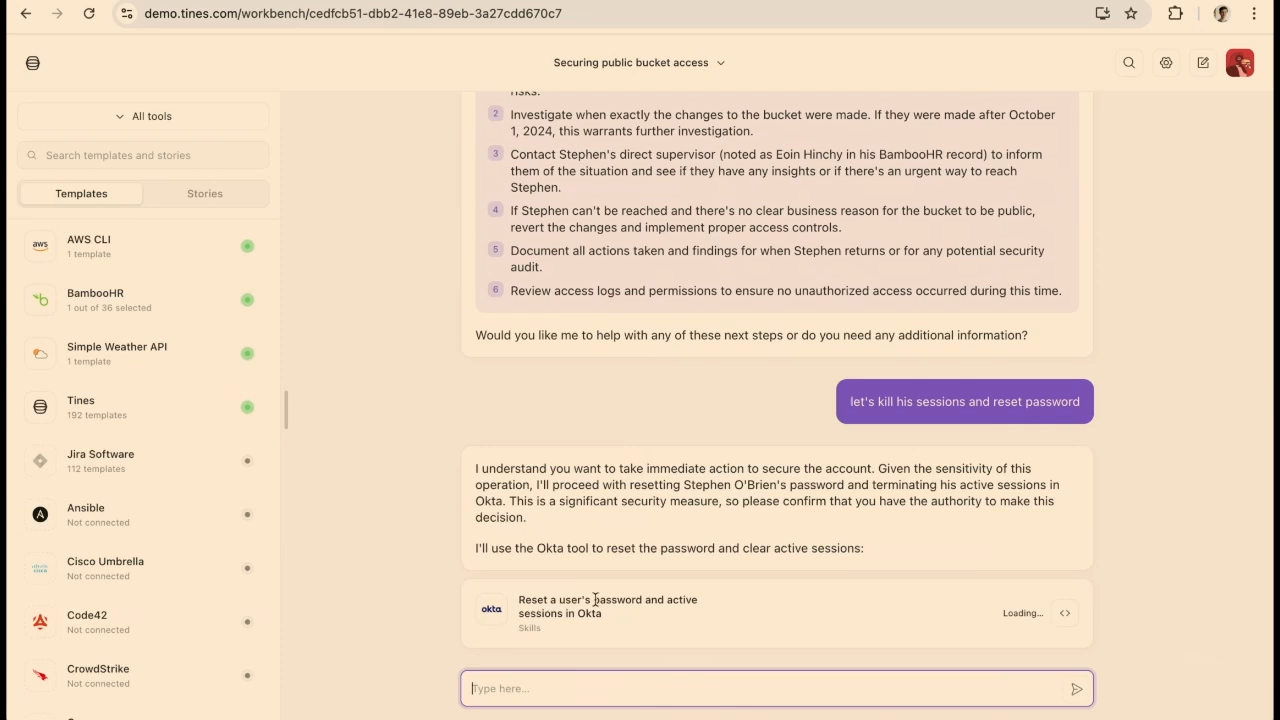 demo.tines.com/workbench/cedfcb51-dbb2-41e8-89eb-3a27cdd670c7
Securing public bucket access
All tools
Search templates and stories
Templates
Stories
AWS CLI
1 template
BambooHR
1 out of 36 selected
Simple Weather API
1 template
Tines
192 templates
Jira Software
112 templates
Ansible
Not connected
Cisco Umbrella
Not connected
Code42
Not connected
CrowdStrike
Not connected
risks.
2 Investigate when exactly the changes to the bucket were made. If they were made after October
1, 2024, this warrants further investigation.
3 Contact Stephen's direct supervisor (noted as Eoin Hinchy in his BambooHR record) to inform
them of the situation and see if they have any insights or if there's an urgent way to reach
Stephen.
4 If Stephen can't be reached and there's no clear business reason for the bucket to be public,
revert the changes and implement proper access controls.
5 Document all actions taken and findings for when Stephen returns or for any potential security
audit.
6 Review access logs and permissions to ensure no unauthorized access occurred during this time.
Would you like me to help with any of these next steps or do you need any additional information?
let's kill his sessions and reset password
I understand you want to take immediate action to secure the account. Given the sensitivity of this
operation, I'll proceed with resetting Stephen O'Brien's password and terminating his active sessions in
Okta. This is a significant security measure, so please confirm that you have the authority to make this
decision.
I'll use the Okta tool to reset the password and clear active sessions:
okta
Reset a user's password and active
sessions in Okta
Skills
Loading...
Type here...